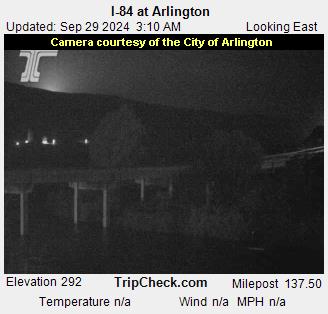 I-84 at Arlington
Updated: Sep 29 2024 3:10 AM Looking East
Camera courtesy of the City of Arlington
Elevation 292 TripCheck.com Milepost 137.50
Temperature n/a Wind n/a MPH n/a